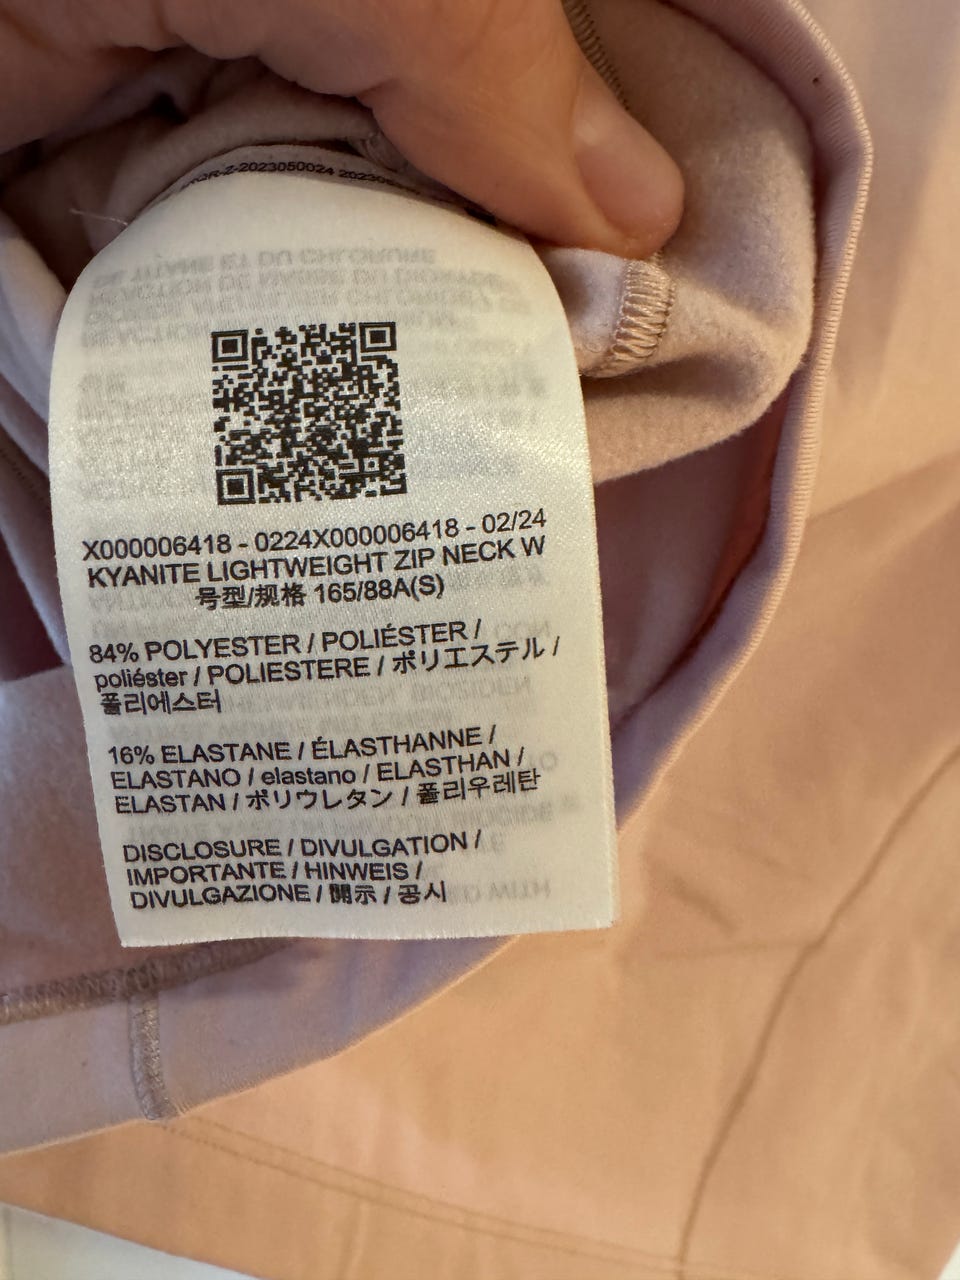 Z-2023050024
X000006418 - 0224X000006418 - 02/24
KYANITE LIGHTWEIGHT ZIP NECK W
号型/规格 165/88A(S)
84% POLYESTER / POLIÉSTER /
poliéster / POLIESTERE / ポリエステル /
폴리에스터
16% ELASTANE / ÉLASTHANNE /
ELASTANO / elastano / ELASTHAN /
ELASTAN / ポリウレタン / 폴리우레탄
DISCLOSURE / DIVULGATION /
IMPORTANTE / HINWEIS /
DIVULGAZIONE / 開示 / 공시